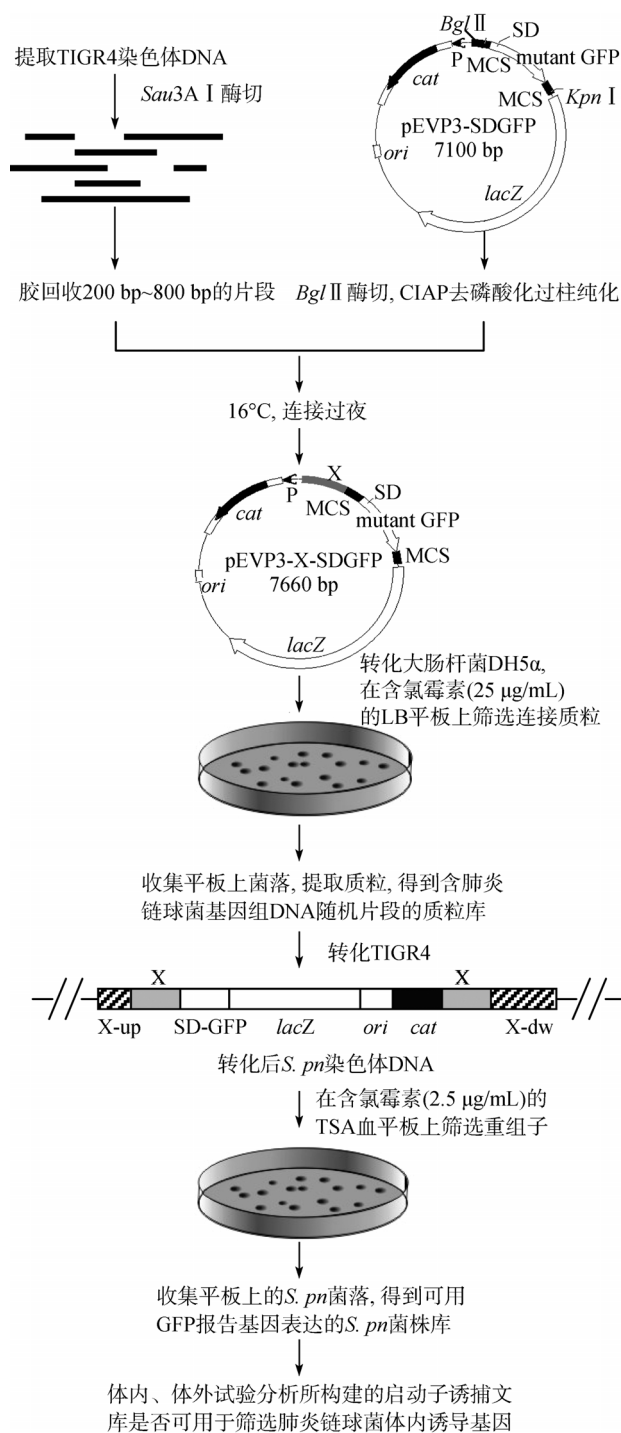 提取TIGR4染色体DNA
Sau3AⅠ酶切
BglⅡ
SD
P
MCS
mutant GFP
cat
MCS
KpnⅠ
pEVP3-SDGFP
7100 bp
ori
lacZ
胶回收200 bp~800 bp的片段
BglⅡ酶切, CIAP去磷酸化过柱纯化
16°C, 连接过夜
X
P
SD
MCS
cat
mutant GFP
pEVP3-X-SDGFP
MCS
7660 bp
ori
lacZ
转化大肠杆菌DH5α,
在含氯霉素(25 μg/mL)
的LB平板上筛选连接质粒
收集平板上菌落, 提取质粒, 得到含肺炎
链球菌基因组DNA随机片段的质粒库
转化TIGR4
X
X
X-up
SD-GFP
lacZ
ori
cat
X-dw
转化后S. pn染色体DNA
在含氯霉素(2.5 μg/mL)的
TSA血平板上筛选重组子
收集平板上的S. pn菌落, 得到可用
GFP报告基因表达的S. pn菌株库
体内、体外试验分析所构建的启动子诱捕文
库是否可用于筛选肺炎链球菌体内诱导基因